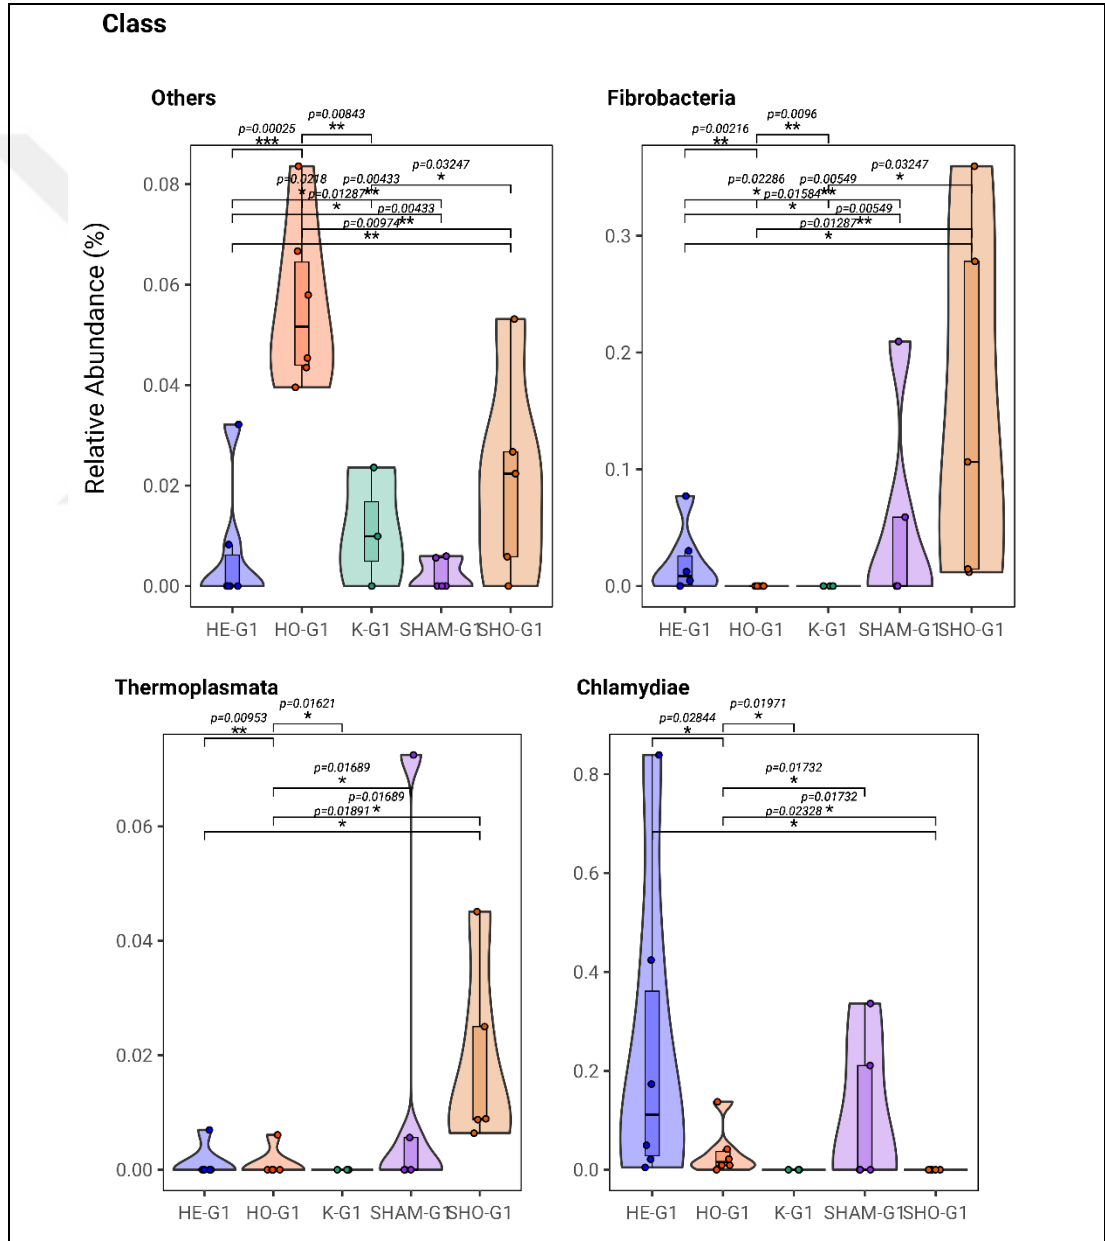 Class
Others
p=0.00843
**
p=0.00025
***
p=0.03247
*
p=0.0218
*
p=0.00433
**
p=0.01287
*
p=0.00433
**
p=0.00974
**
Relative Abundance (%)
0.08
0.06
0.04
0.02
0.00
HE-G1 HO-G1 K-G1 SHAM-G1 SHO-G1
Fibrobacteria
p=0.0096
**
p=0.00216
**
p=0.03247
*
p=0.02286
*
p=0.00549
**
p=0.01584
*
p=0.00549
**
p=0.01287
*
0.3
0.2
0.1
0.0
HE-G1 HO-G1 K-G1 SHAM-G1 SHO-G1
Thermoplasmata
p=0.01621
*
p=0.00953
**
p=0.01689
*
p=0.01689
*
p=0.01891
*
0.06
0.04
0.02
0.00
HE-G1 HO-G1 K-G1 SHAM-G1 SHO-G1
Chlamydiae
p=0.01971
*
p=0.02844
*
p=0.01732
*
p=0.01732
*
p=0.02328
*
0.8
0.6
0.4
0.2
0.0
HE-G1 HO-G1 K-G1 SHAM-G1 SHO-G1